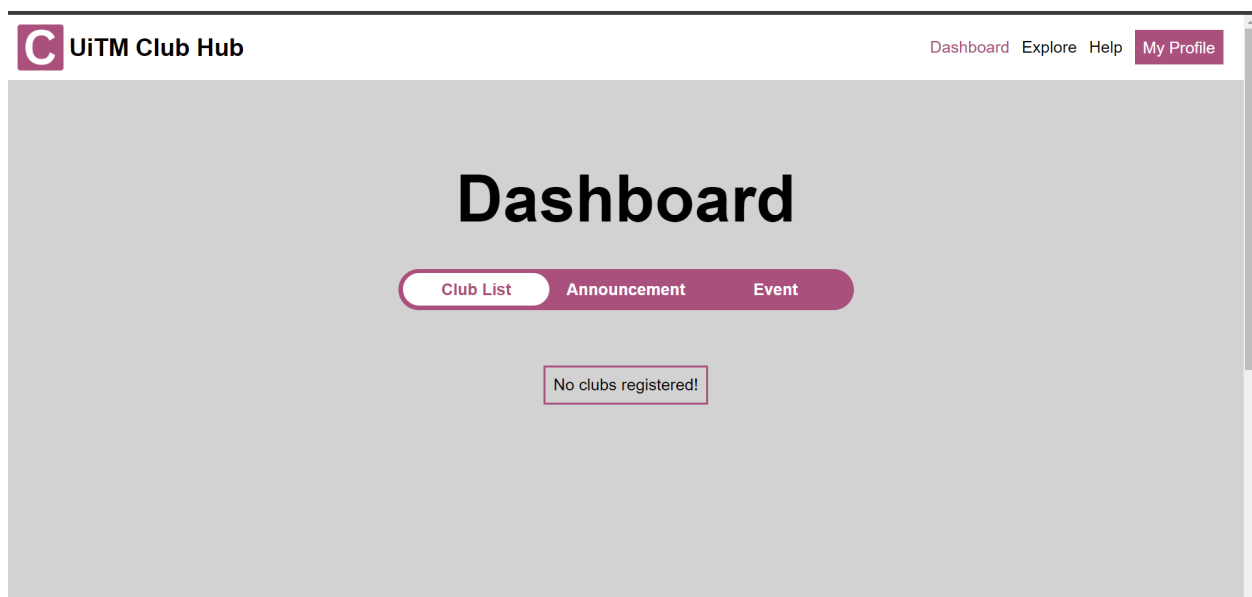 C UiTM Club Hub
Dashboard Explore Help My Profile
Dashboard
Club List Announcement Event
No clubs registered!